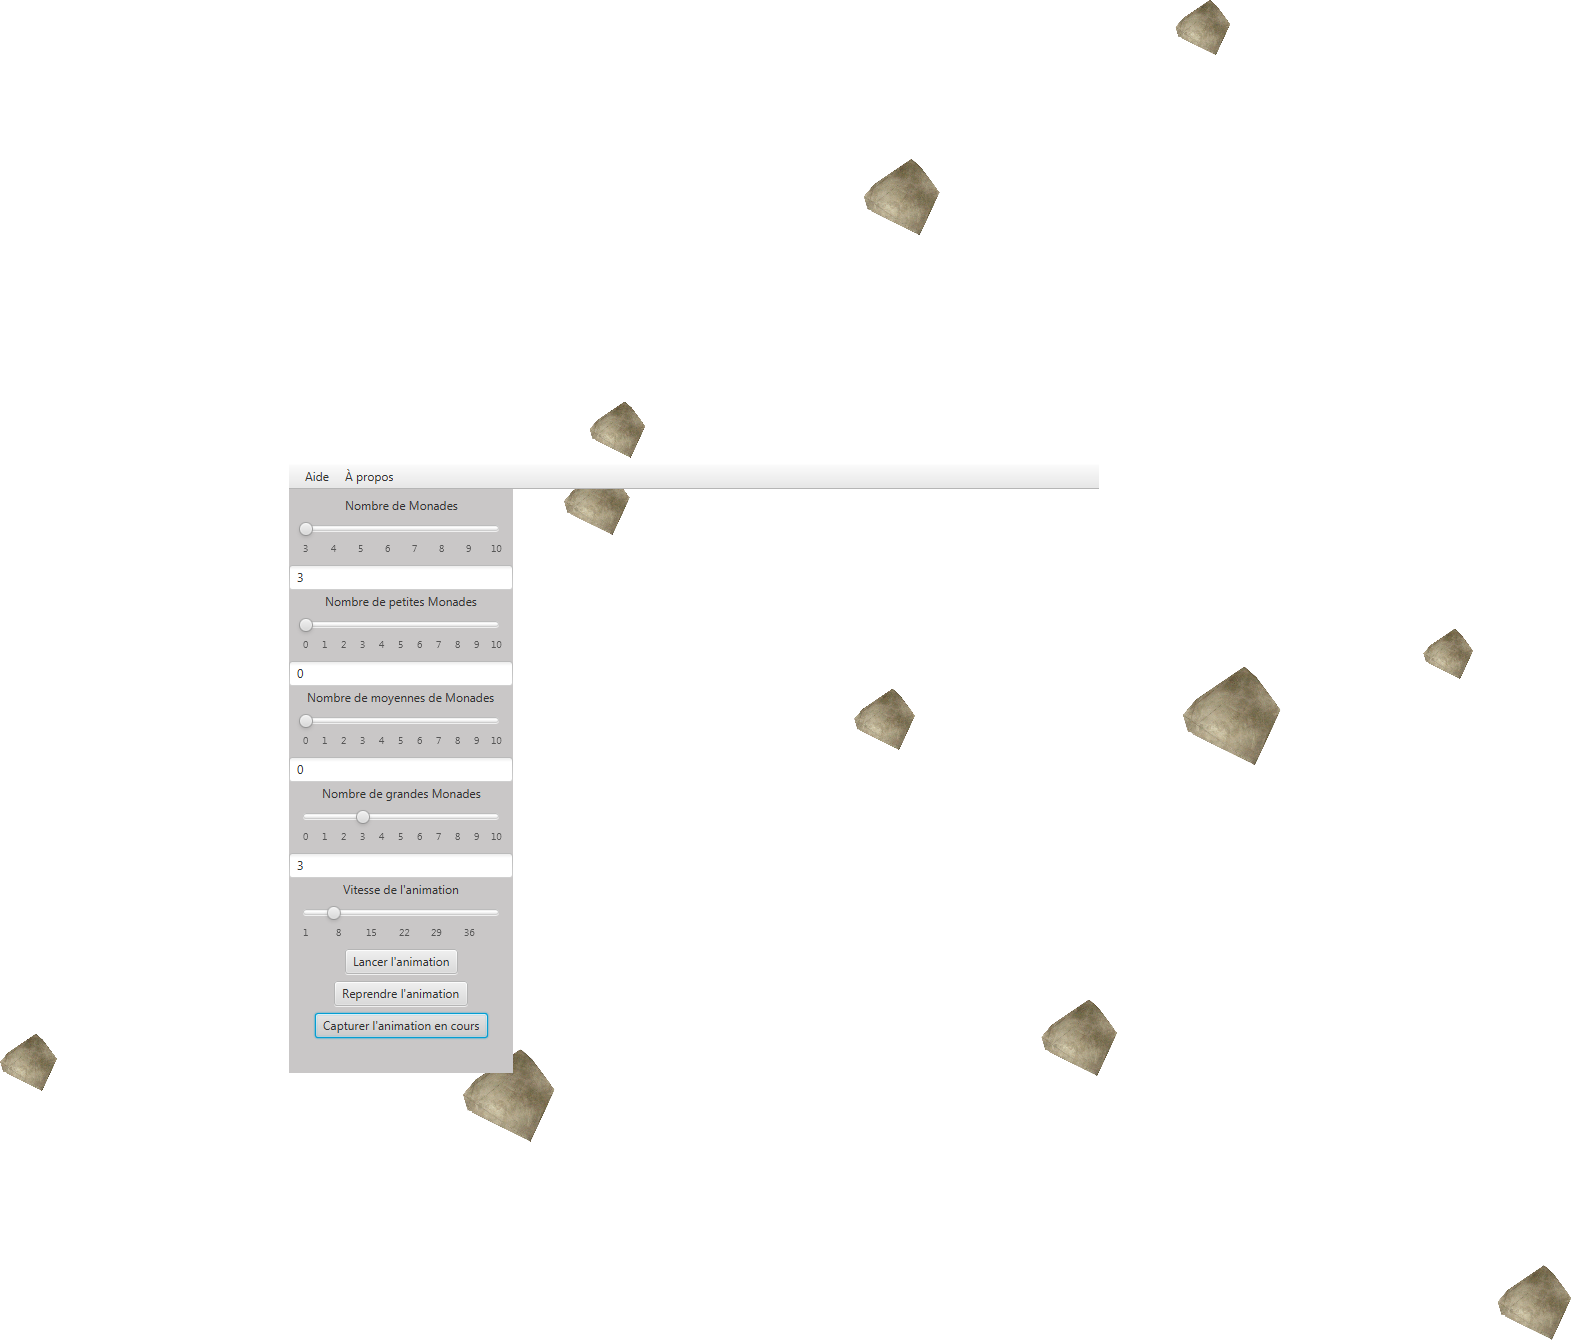 Aide À propos
Nombre de Monades
3 4 5 6 7 8 9 10
3
Nombre de petites Monades
0 1 2 3 4 5 6 7 8 9 10
0
Nombre de moyennes de Monades
0 1 2 3 4 5 6 7 8 9 10
0
Nombre de grandes Monades
0 1 2 3 4 5 6 7 8 9 10
3
Vitesse de l'animation
1 8 15 22 29 36
Lancer l'animation
Reprendre l'animation
Capturer l'animation en cours